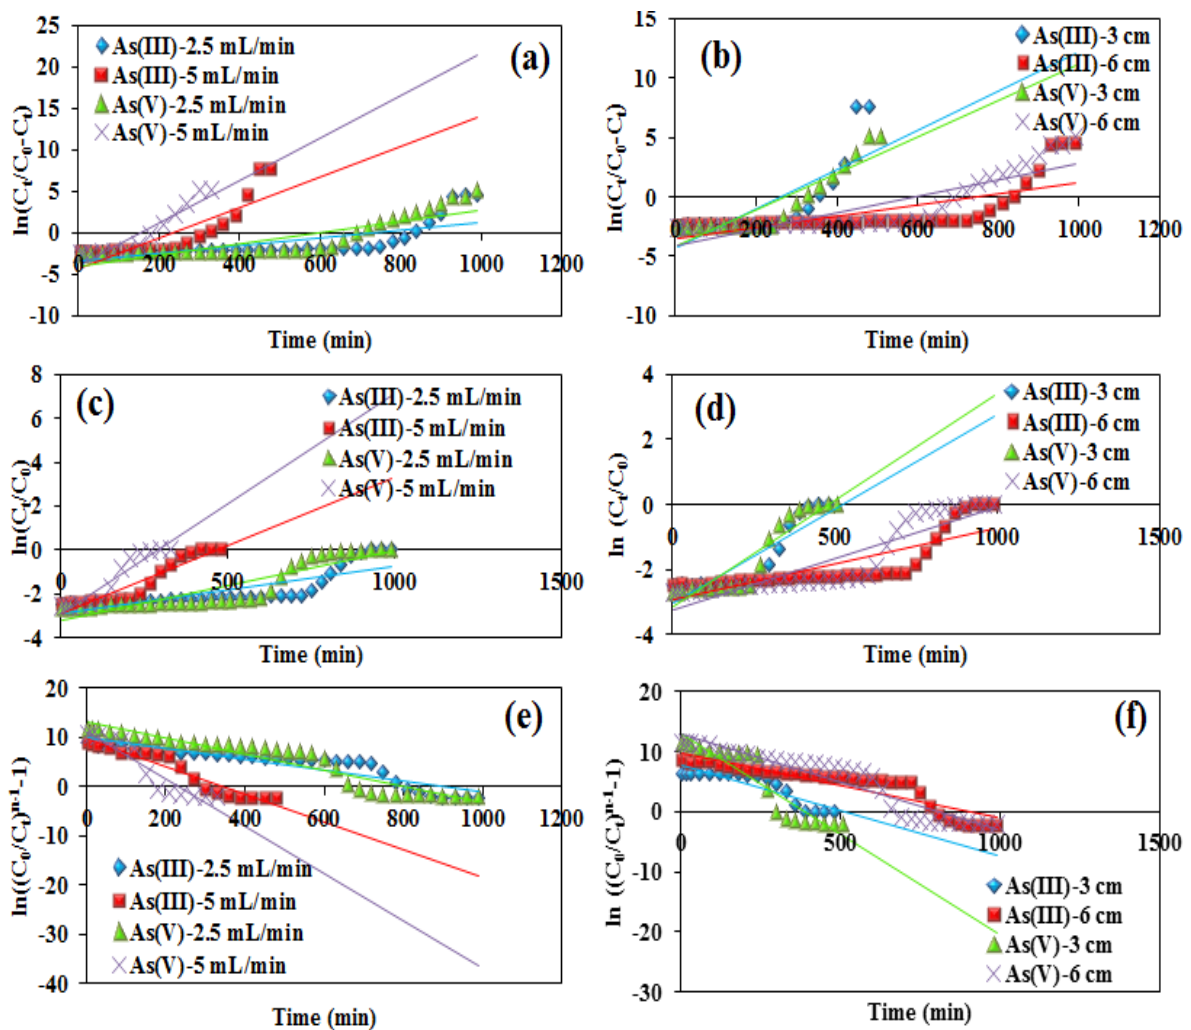 25
20
15
10
5
0
-5
-10
0
200
400
600
800
1000
1200
ln(Cₜ/C₀-Cₜ)
Time (min)
(a)
As(III)-2.5 mL/min
As(III)-5 mL/min
As(V)-2.5 mL/min
As(V)-5 mL/min
15
10
5
0
-5
-10
0
200
400
600
800
1000
1200
ln(Cₜ/C₀-Cₜ)
Time (min)
(b)
As(III)-3 cm
As(III)-6 cm
As(V)-3 cm
As(V)-6 cm
8
6
4
2
0
-2
-4
0
500
1000
1500
ln(Cₜ/C₀)
Time (min)
(c)
As(III)-2.5 mL/min
As(III)-5 mL/min
As(V)-2.5 mL/min
As(V)-5 mL/min
4
2
0
-2
-4
0
500
1000
1500
ln (Cₜ/C₀)
Time (min)
(d)
As(III)-3 cm
As(III)-6 cm
As(V)-3 cm
As(V)-6 cm
20
10
0
-10
-20
-30
-40
0
200
400
600
800
1000
1200
ln((C₀/Cₜ)ⁿ⁻¹-1)
Time (min)
(e)
As(III)-2.5 mL/min
As(III)-5 mL/min
As(V)-2.5 mL/min
As(V)-5 mL/min
20
10
0
-10
-20
-30
0
500
1000
1500
ln ((C₀/Cₜ)ⁿ⁻¹-1)
Time (min)
(f)
As(III)-3 cm
As(III)-6 cm
As(V)-3 cm
As(V)-6 cm